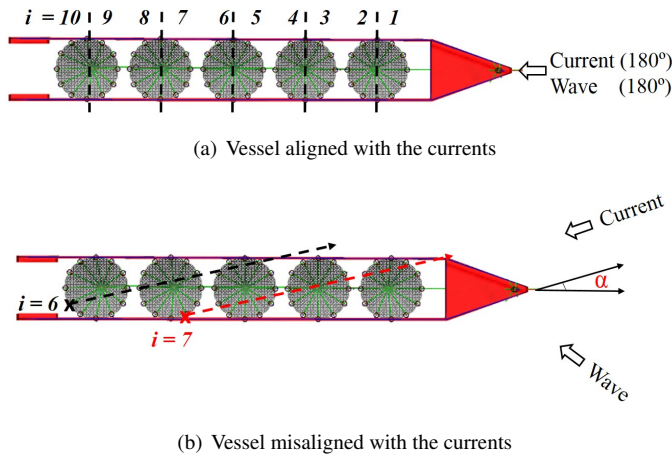 i = 10 9 8 7 6 5 4 3 2 1
Current (180º)
Wave (180º)
(a) Vessel aligned with the currents
Current
α
i = 6
i = 7
Wave
(b) Vessel misaligned with the currents